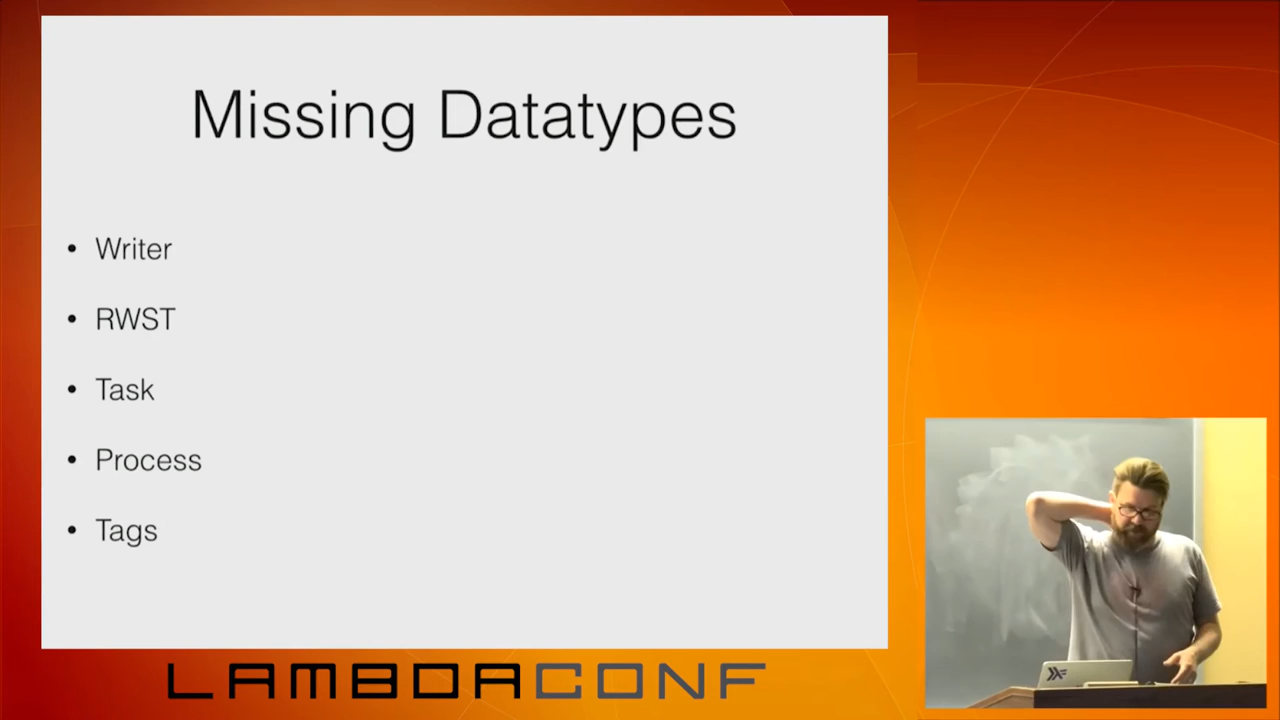 Missing Datatypes
• Writer
• RWST
• Task
• Process
• Tags
LAMBDACONF